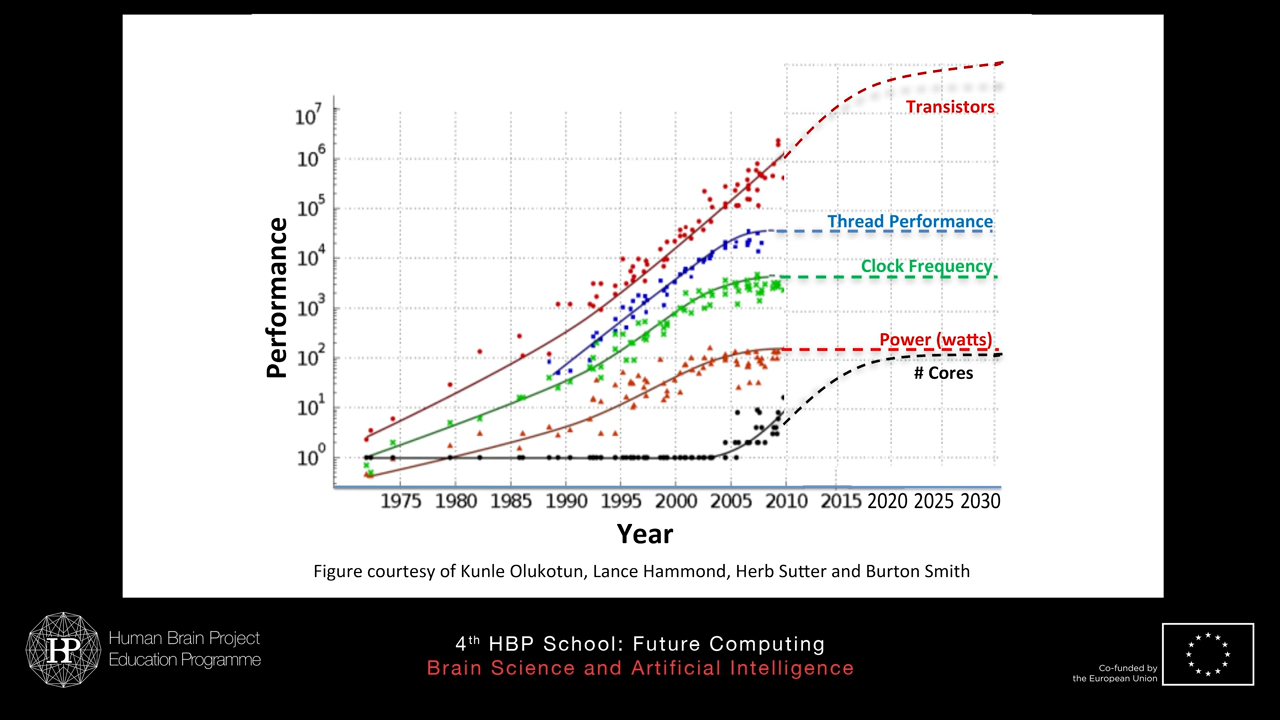 10⁷
10⁶
10⁵
10⁴
10³
10²
10¹
10⁰
Performance
Transistors
Thread Performance
Clock Frequency
Power (watts)
# Cores
1975 1980 1985 1990 1995 2000 2005 2010 2015 2020 2025 2030
Year
Figure courtesy of Kunle Olukotun, Lance Hammond, Herb Sutter and Burton Smith
HBP
Human Brain Project
Education Programme
4th HBP School: Future Computing
Brain Science and Artificial Intelligence
Co-funded by
the European Union